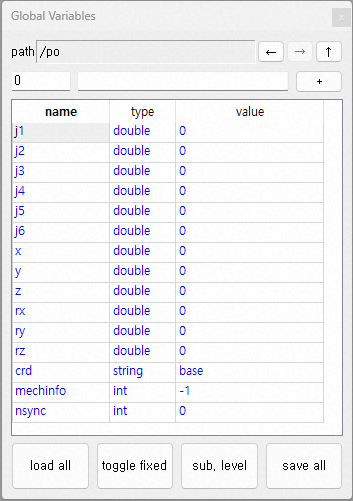 Global Variables x
path /po ← → ↑
0 +
name type value
j1 double 0
j2 double 0
j3 double 0
j4 double 0
j5 double 0
j6 double 0
x double 0
y double 0
z double 0
rx double 0
ry double 0
rz double 0
crd string base
mechinfo int -1
nsync int 0
load all toggle fixed sub, level save all